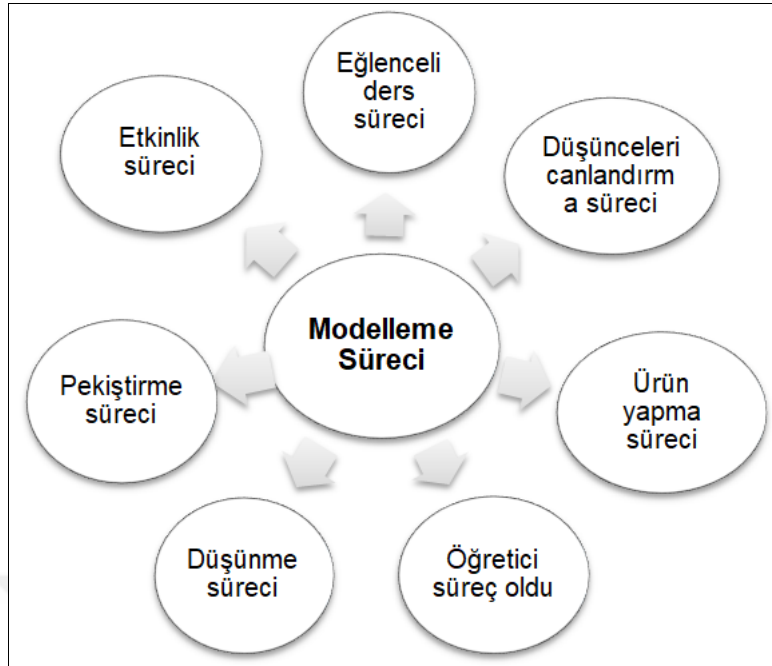 Eğlenceli
ders
süreci
Etkinlik
süreci
Düşünceleri
canlandırm
a süreci
Modelleme
Süreci
Pekiştirme
süreci
Ürün
yapma
süreci
Düşünme
süreci
Öğretici
süreç oldu